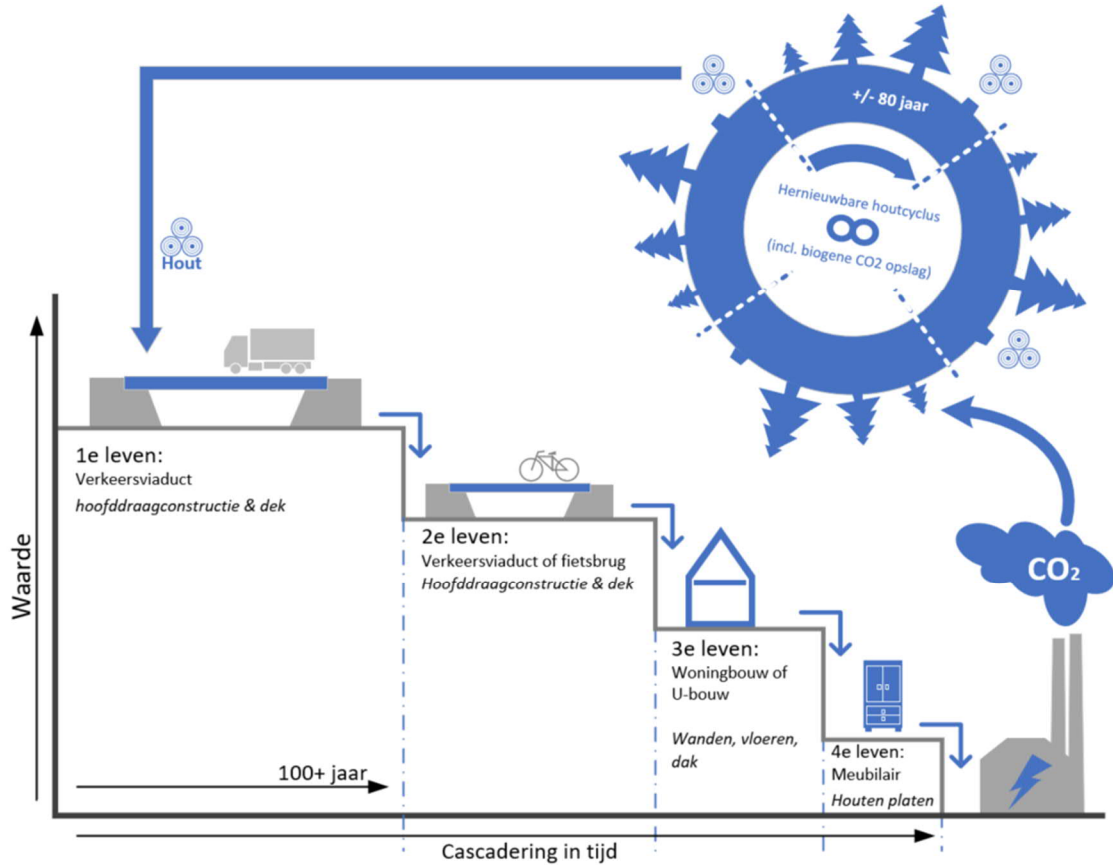 +/- 80 jaar
Hernieuwbare houtcyclus
(incl. biogene CO2 opslag)
Hout
Waarde
1e leven:
Verkeersviaduct
hoofddraagconstructie & dek
2e leven:
Verkeersviaduct of fietsbrug
Hoofddraagconstructie & dek
CO₂
3e leven:
Woningbouw of
U-bouw
Wanden, vloeren,
dak
4e leven:
Meubilair
Houten platen
100+ jaar
Cascadering in tijd